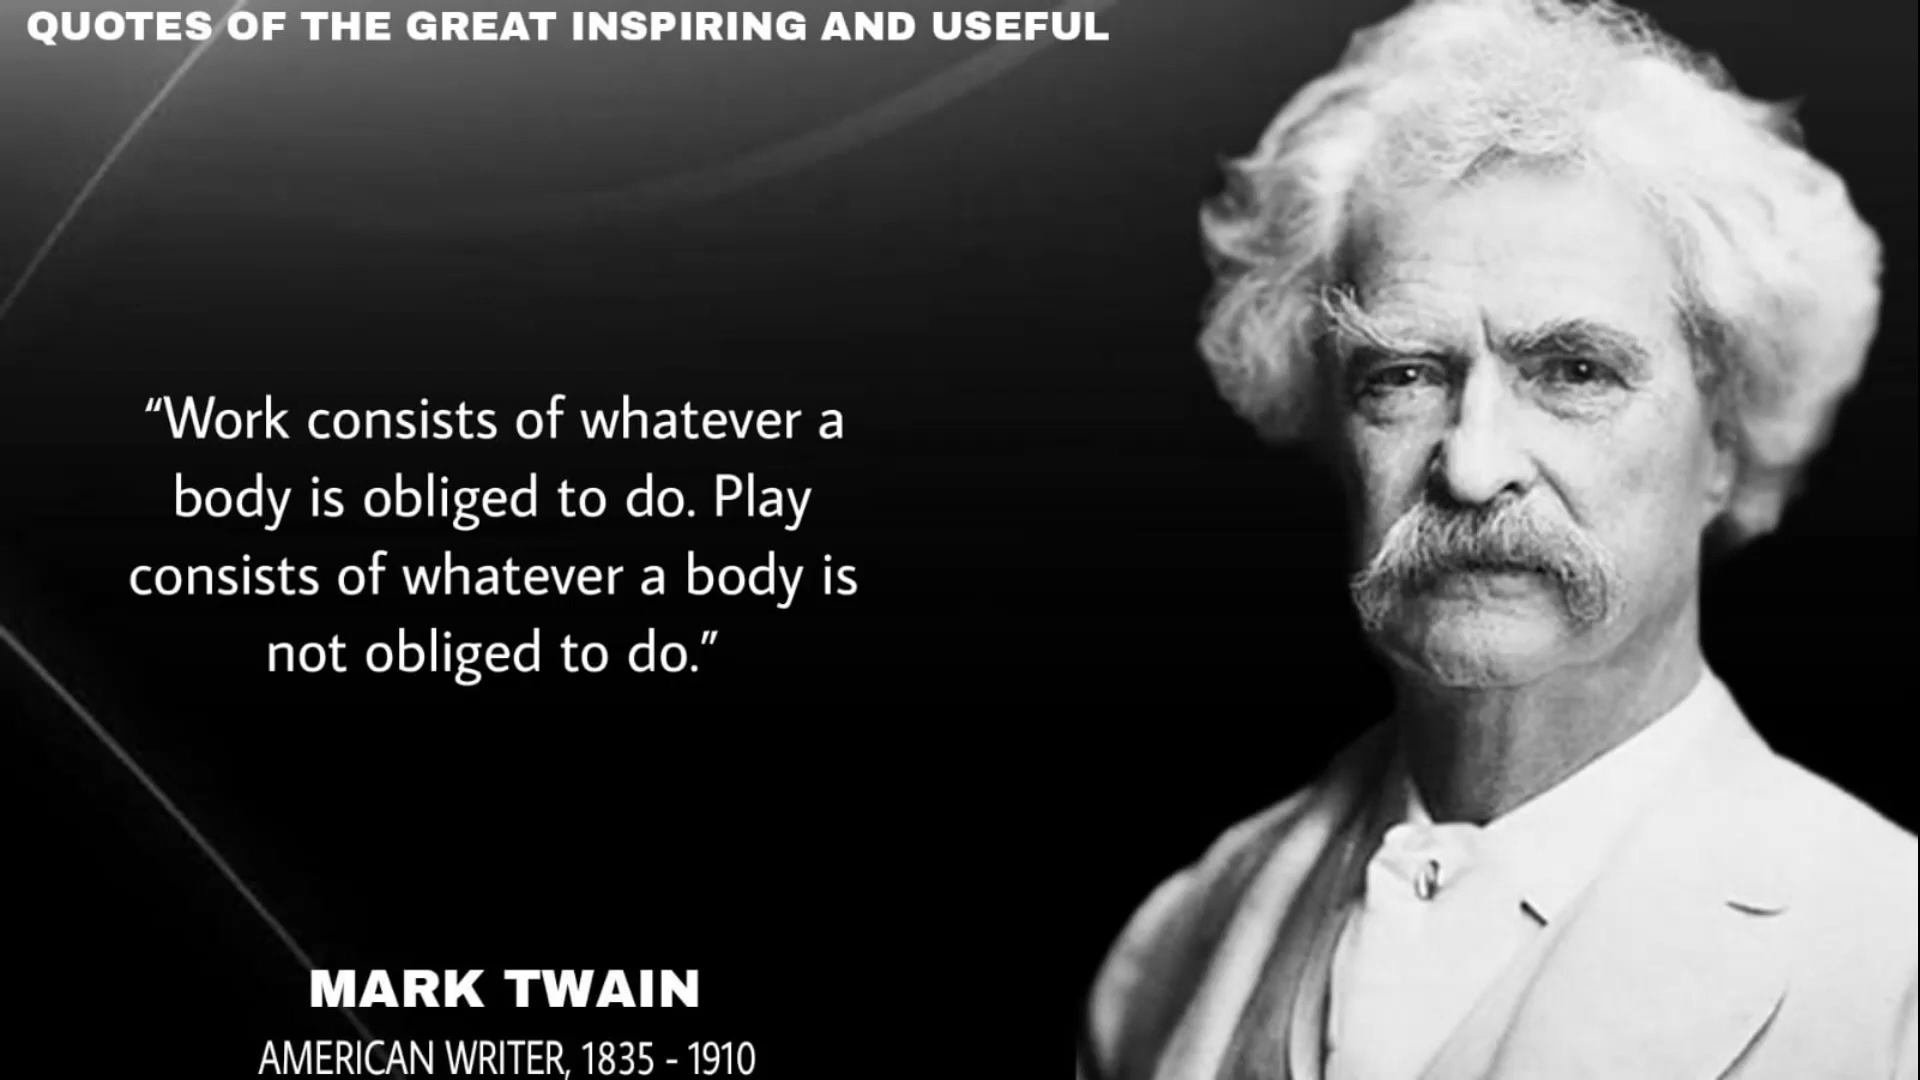 QUOTES OF THE GREAT INSPIRING AND USEFUL
“Work consists of whatever a
body is obliged to do. Play
consists of whatever a body is
not obliged to do.”
MARK TWAIN
AMERICAN WRITER, 1835 - 1910